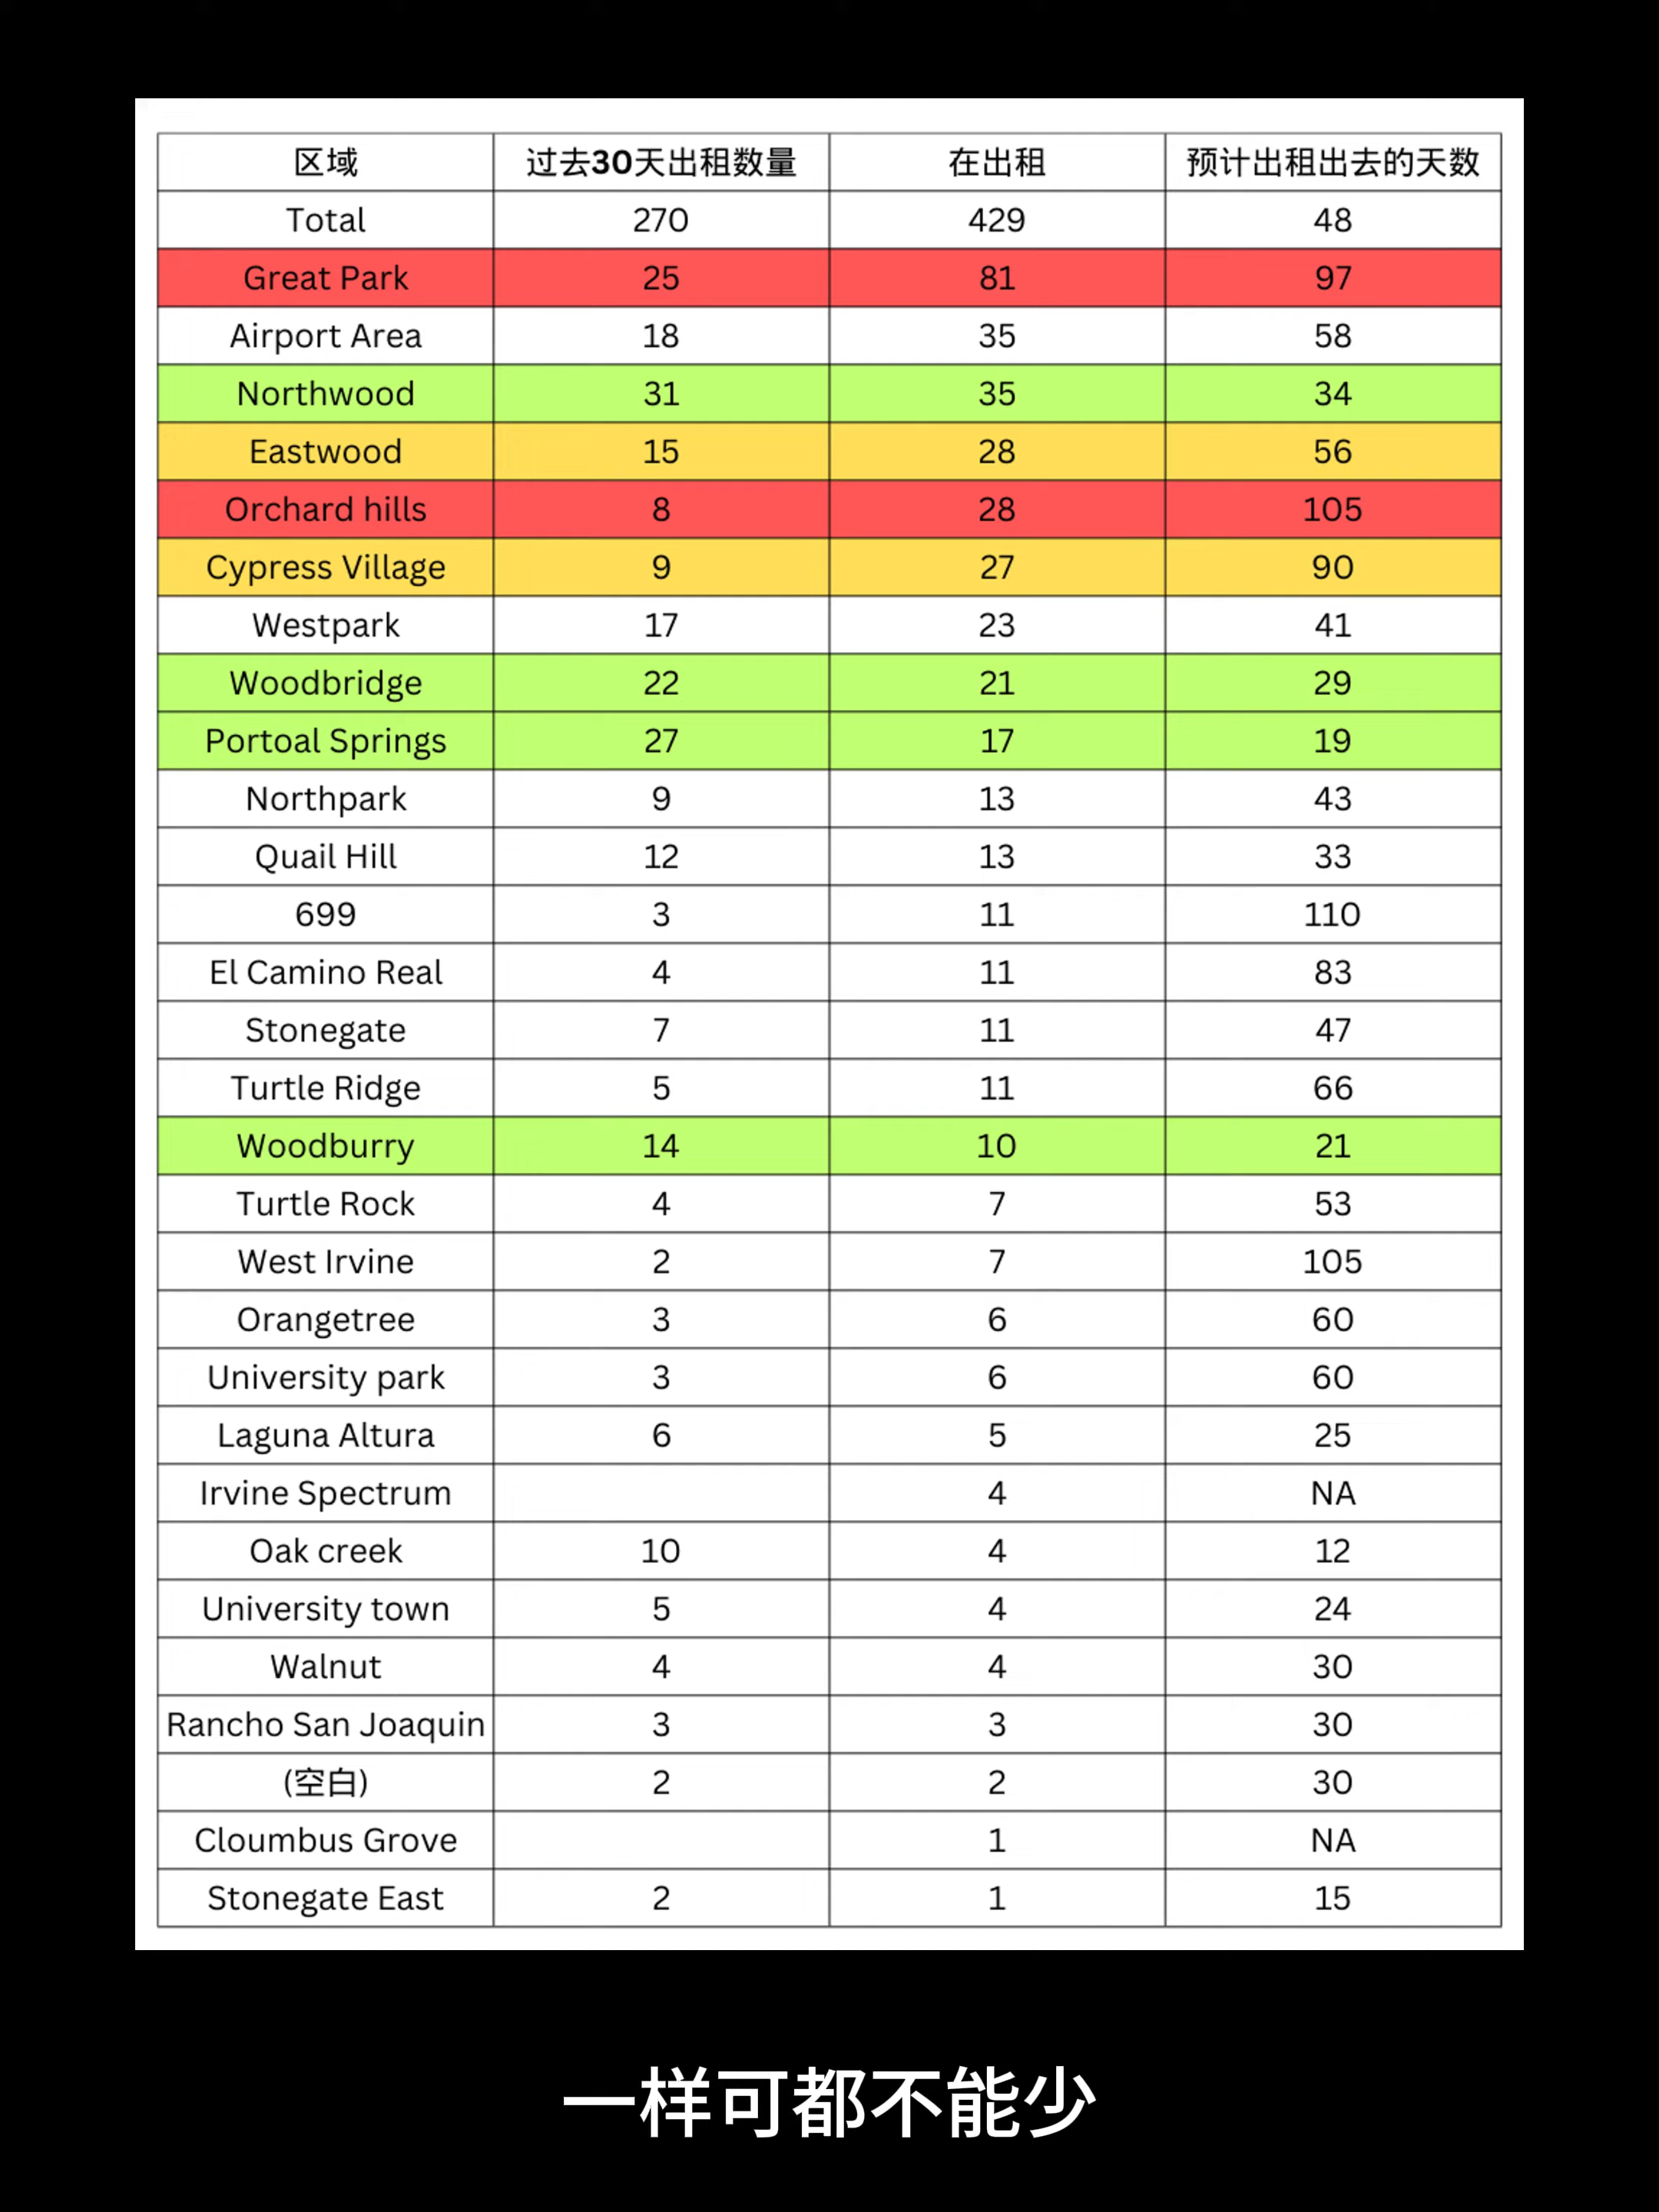 区域 过去30天出租数量 在出租 预计出租出去的天数
Total 270 429 48
Great Park 25 81 97
Airport Area 18 35 58
Northwood 31 35 34
Eastwood 15 28 56
Orchard hills 8 28 105
Cypress Village 9 27 90
Westpark 17 23 41
Woodbridge 22 21 29
Portoal Springs 27 17 19
Northpark 9 13 43
Quail Hill 12 13 33
699 3 11 110
El Camino Real 4 11 83
Stonegate 7 11 47
Turtle Ridge 5 11 66
Woodburry 14 10 21
Turtle Rock 4 7 53
West Irvine 2 7 105
Orangetree 3 6 60
University park 3 6 60
Laguna Altura 6 5 25
Irvine Spectrum 4 NA
Oak creek 10 4 12
University town 5 4 24
Walnut 4 4 30
Rancho San Joaquin 3 3 30
(空白) 2 2 30
Cloumbus Grove 1 NA
Stonegate East 2 1 15
一样可都不能少